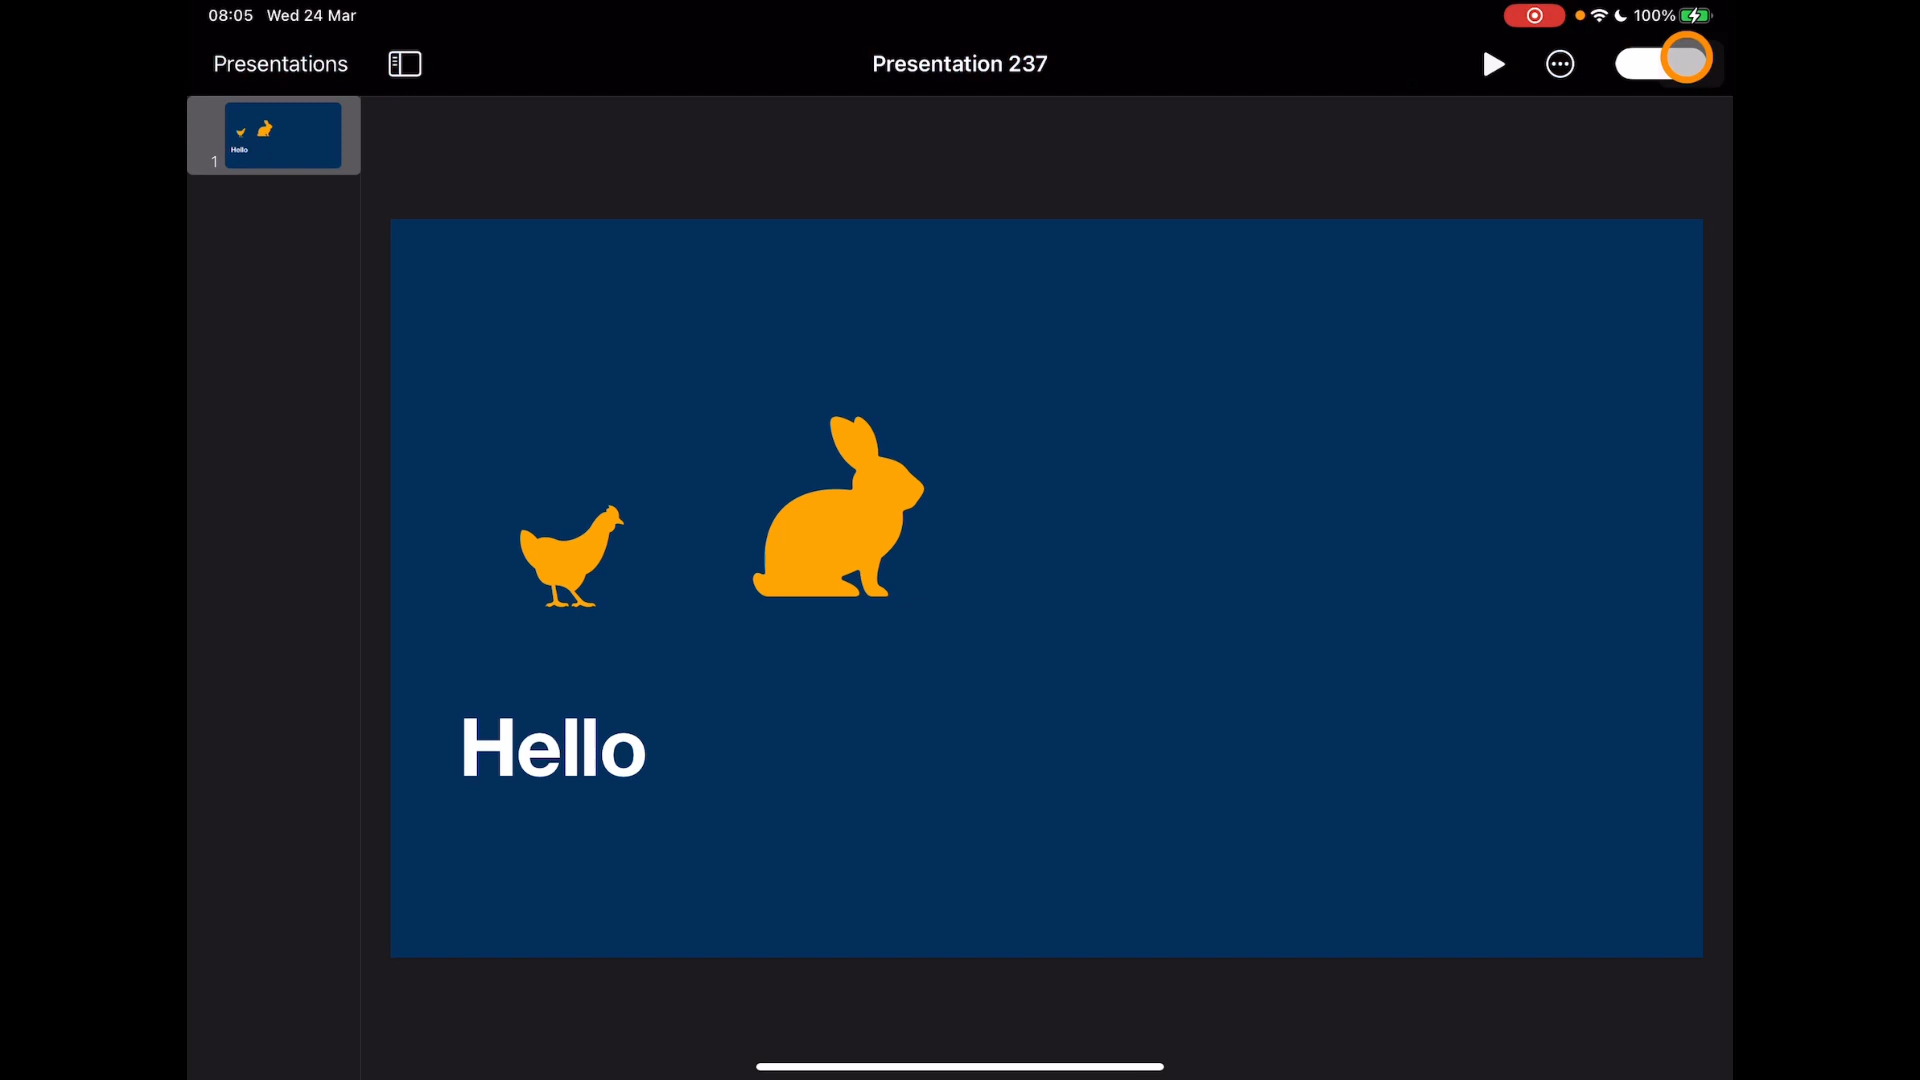 08:05 Wed 24 Mar
100%
Presentations
Presentation 237
Hello
1
Hello